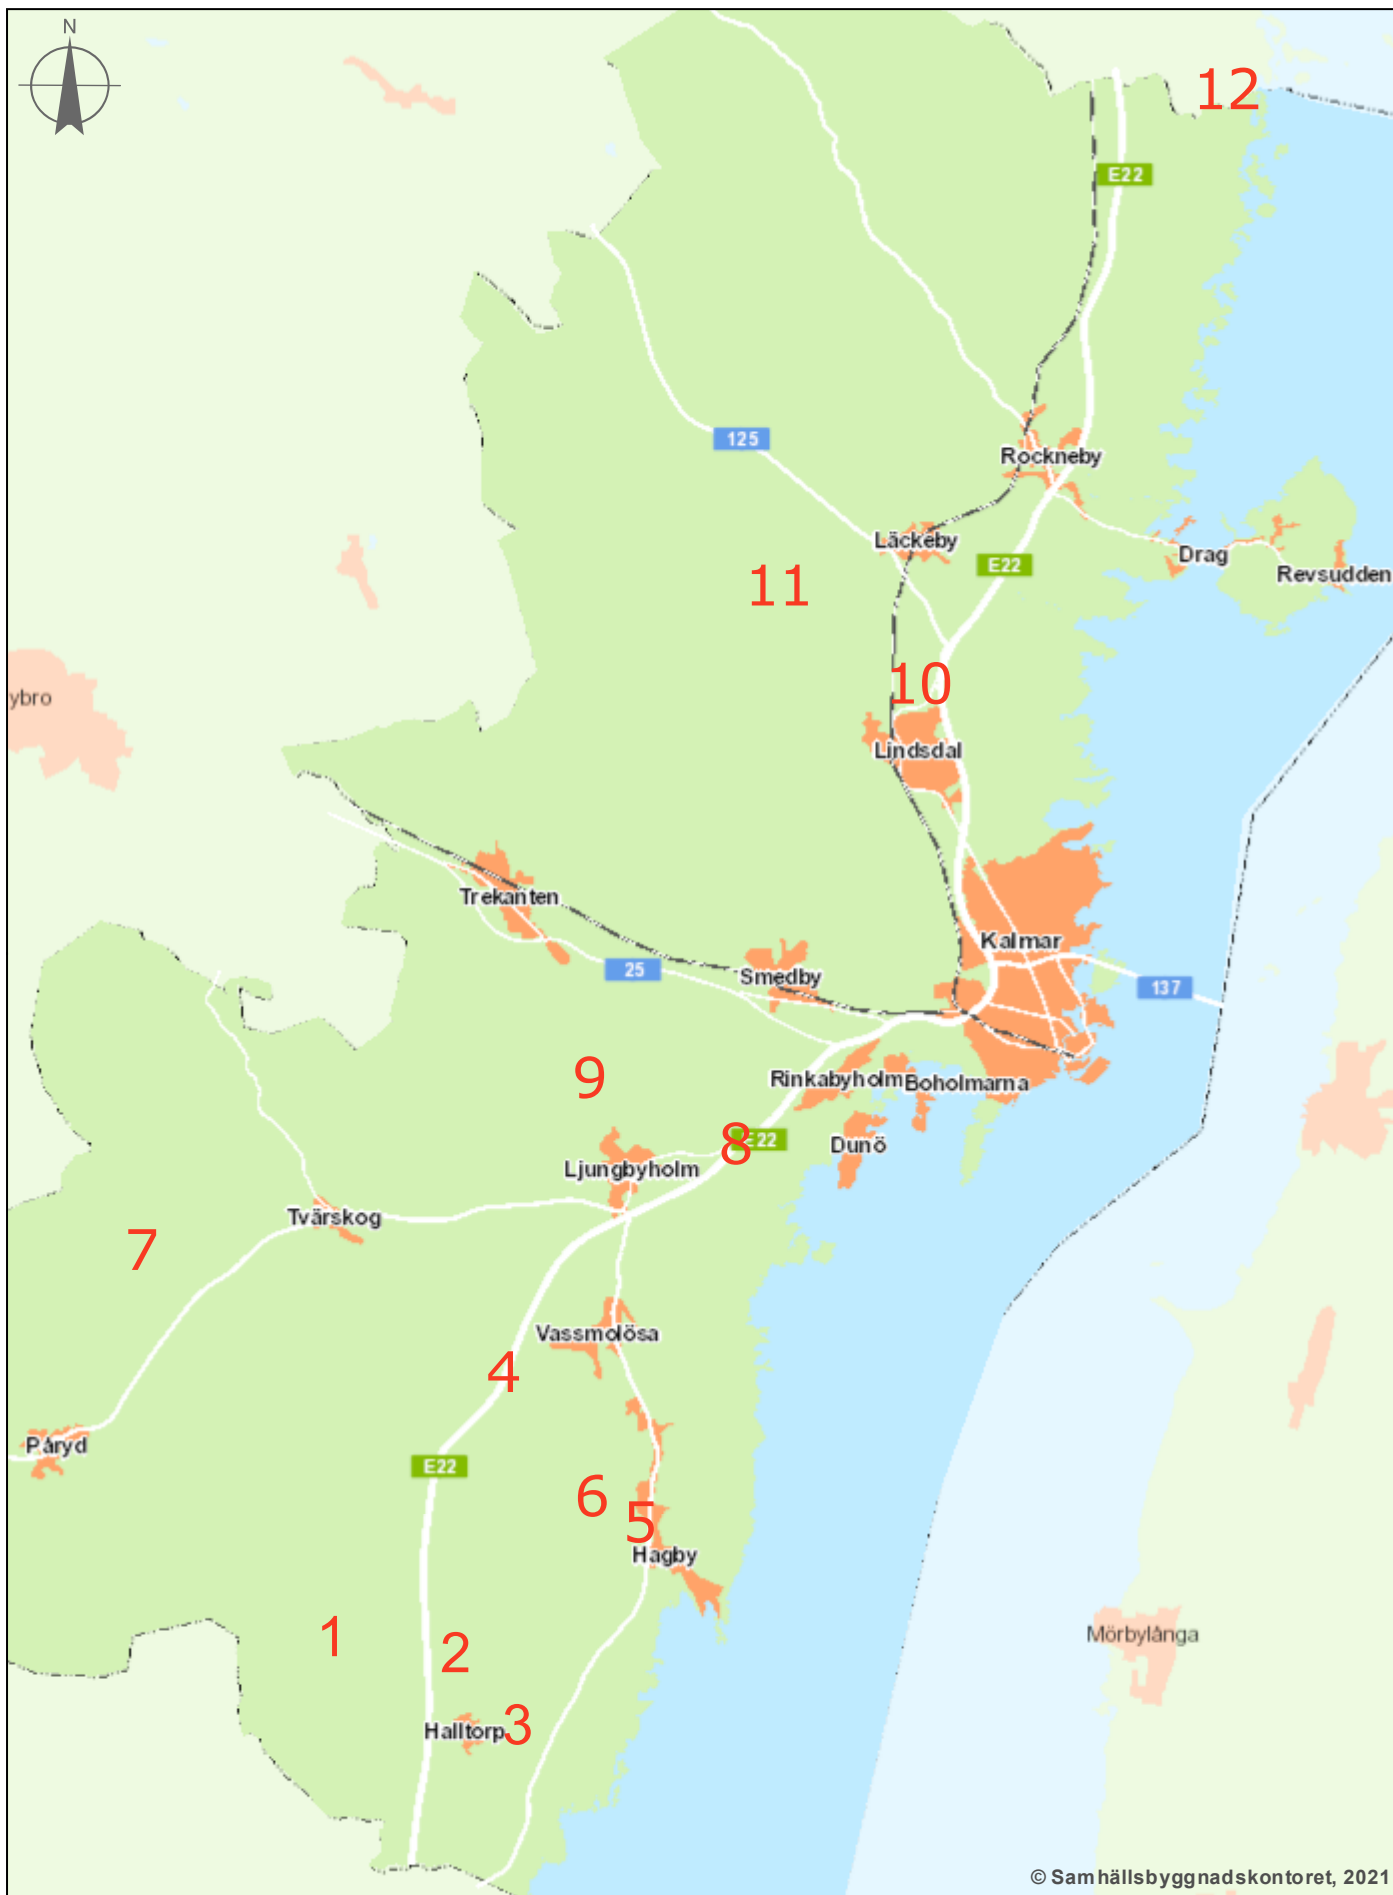 N
12
E22
125
Rockneby
Läckeby
E22
Drag
Revsudden
11
10
ybro
Lindsdal
Trekanten
Kalmar
25
Smedby
137
9
Rinkabyholm
Boholmarna
8
E22
Dunö
Ljungbyholm
Tvärskog
7
Vassmolösa
4
Påryd
E22
6
5
Hagby
1
2
Mörbylånga
3
Halltorp
© Samhällsbyggnadskontoret, 2021